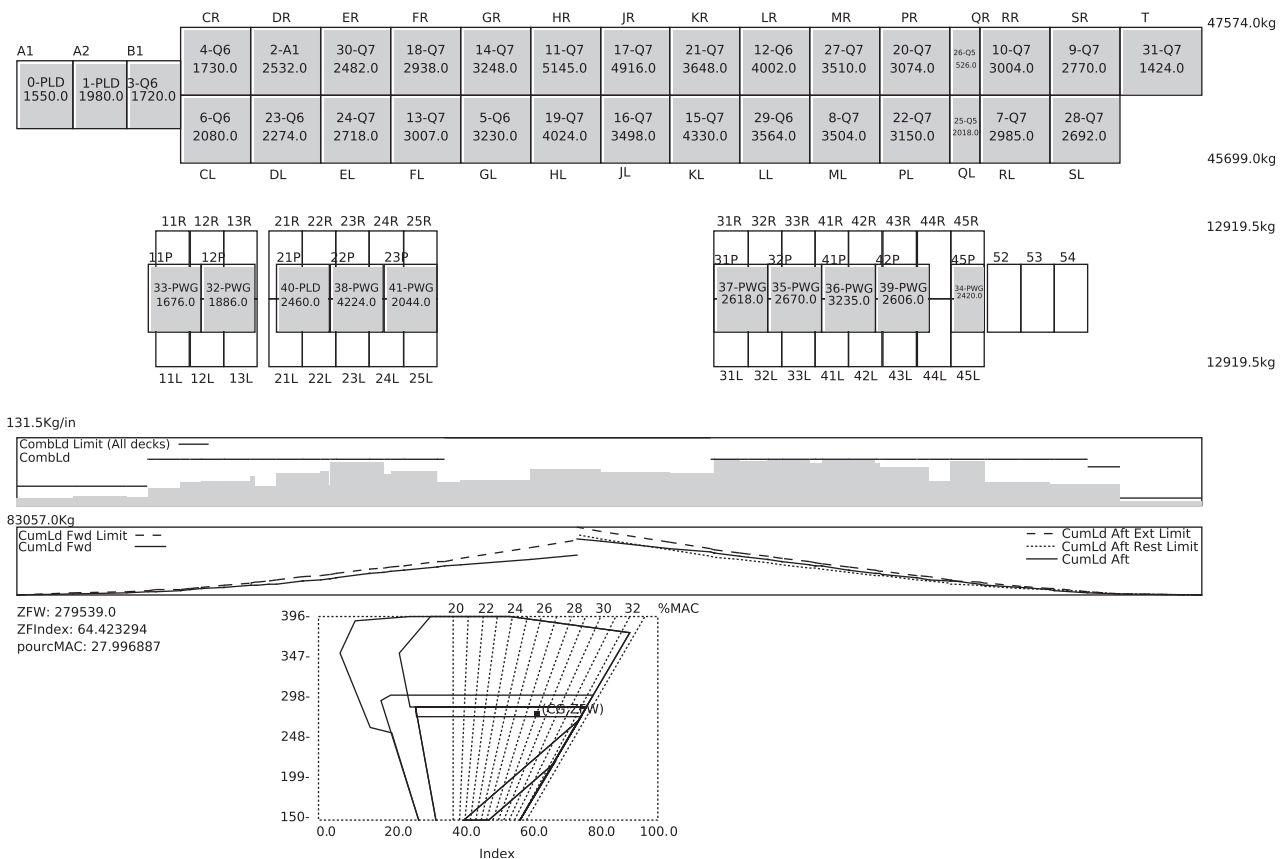 CR DR ER FR GR HR JR KR LR MR PR QR RR SR T 47574.0kg
A1 A2 B1
4-Q6 2-A1 30-Q7 18-Q7 14-Q7 11-Q7 17-Q7 21-Q7 12-Q6 27-Q7 20-Q7 26-Q5 10-Q7 9-Q7 31-Q7
1730.0 2532.0 2482.0 2938.0 3248.0 5145.0 4916.0 3648.0 4002.0 3510.0 3074.0 526.0 3004.0 2770.0 1424.0
0-PLD 1-PLD 3-Q6
1550.0 1980.0 1720.0
6-Q6 23-Q6 24-Q7 13-Q7 5-Q6 19-Q7 16-Q7 15-Q7 29-Q6 8-Q7 22-Q7 25-Q5 7-Q7 28-Q7
2080.0 2274.0 2718.0 3007.0 3230.0 4024.0 3498.0 4330.0 3564.0 3504.0 3150.0 2018.0 2985.0 2692.0
45699.0kg
CL DL EL FL GL HL JL KL LL ML PL QL RL SL
11R 12R 13R 21R 22R 23R 24R 25R 31R 32R 33R 41R 42R 43R 44R 45R 12919.5kg
11P 12P 21P 22P 23P 31P 32P 41P 42P 45P 52 53 54
33-PWG 32-PWG 40-PLD 38-PWG 41-PWG 37-PWG 35-PWG 36-PWG 39-PWG 34-PWG
1676.0 1886.0 2460.0 4224.0 2044.0 2618.0 2670.0 3235.0 2606.0 2420.0
12919.5kg
11L 12L 13L 21L 22L 23L 24L 25L 31L 32L 33L 41L 42L 43L 44L 45L
131.5Kg/in
CombLd Limit (All decks)
CombLd
83057.0Kg
CumLd Fwd Limit
CumLd Fwd
CumLd Aft Ext Limit
CumLd Aft Rest Limit
CumLd Aft
ZFW: 279539.0
ZFIndex: 64.423294
pourcMAC: 27.996887
20 22 24 26 28 30 32 %MAC
396-
347-
298-
(CG ZFW)
248-
199-
150-
0.0 20.0 40.0 60.0 80.0 100.0
Index